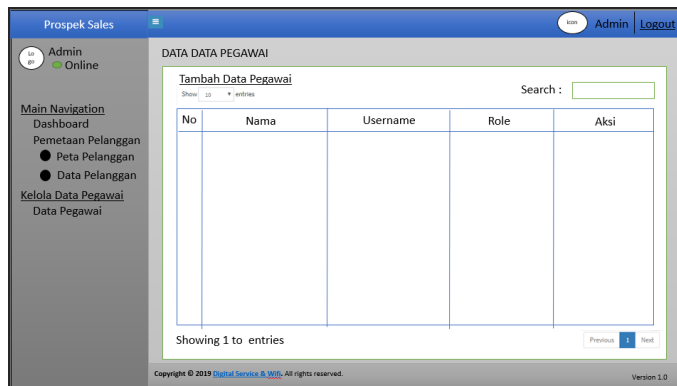 Prospek Sales
≡
icon
Admin
Logout
Lo
go
Admin
Online
Main Navigation
Dashboard
Pemetaan Pelanggan
Peta Pelanggan
Data Pelanggan
Kelola Data Pegawai
Data Pegawai
DATA DATA PEGAWAI
Tambah Data Pegawai
Show 10 entries
Search :
No Nama Username Role Aksi
Showing 1 to entries
Previous 1 Next
Copyright © 2019 Digital Service & Wifi. All rights reserved.
Version 1.0